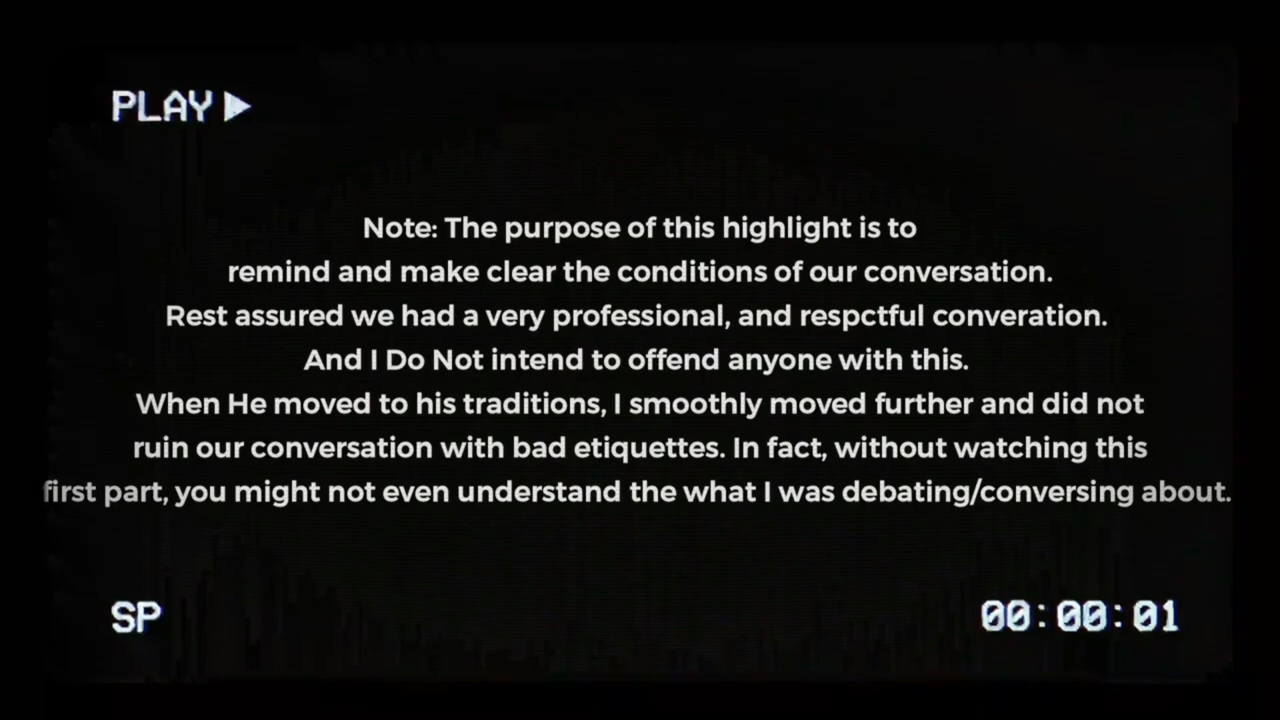 PLAY
Note: The purpose of this highlight is to
remind and make clear the conditions of our conversation.
Rest assured we had a very professional, and respctful converation.
And I Do Not intend to offend anyone with this.
When He moved to his traditions, I smoothly moved further and did not
ruin our conversation with bad etiquettes. In fact, without watching this
first part, you might not even understand the what I was debating/conversing about.
SP
00:00:01